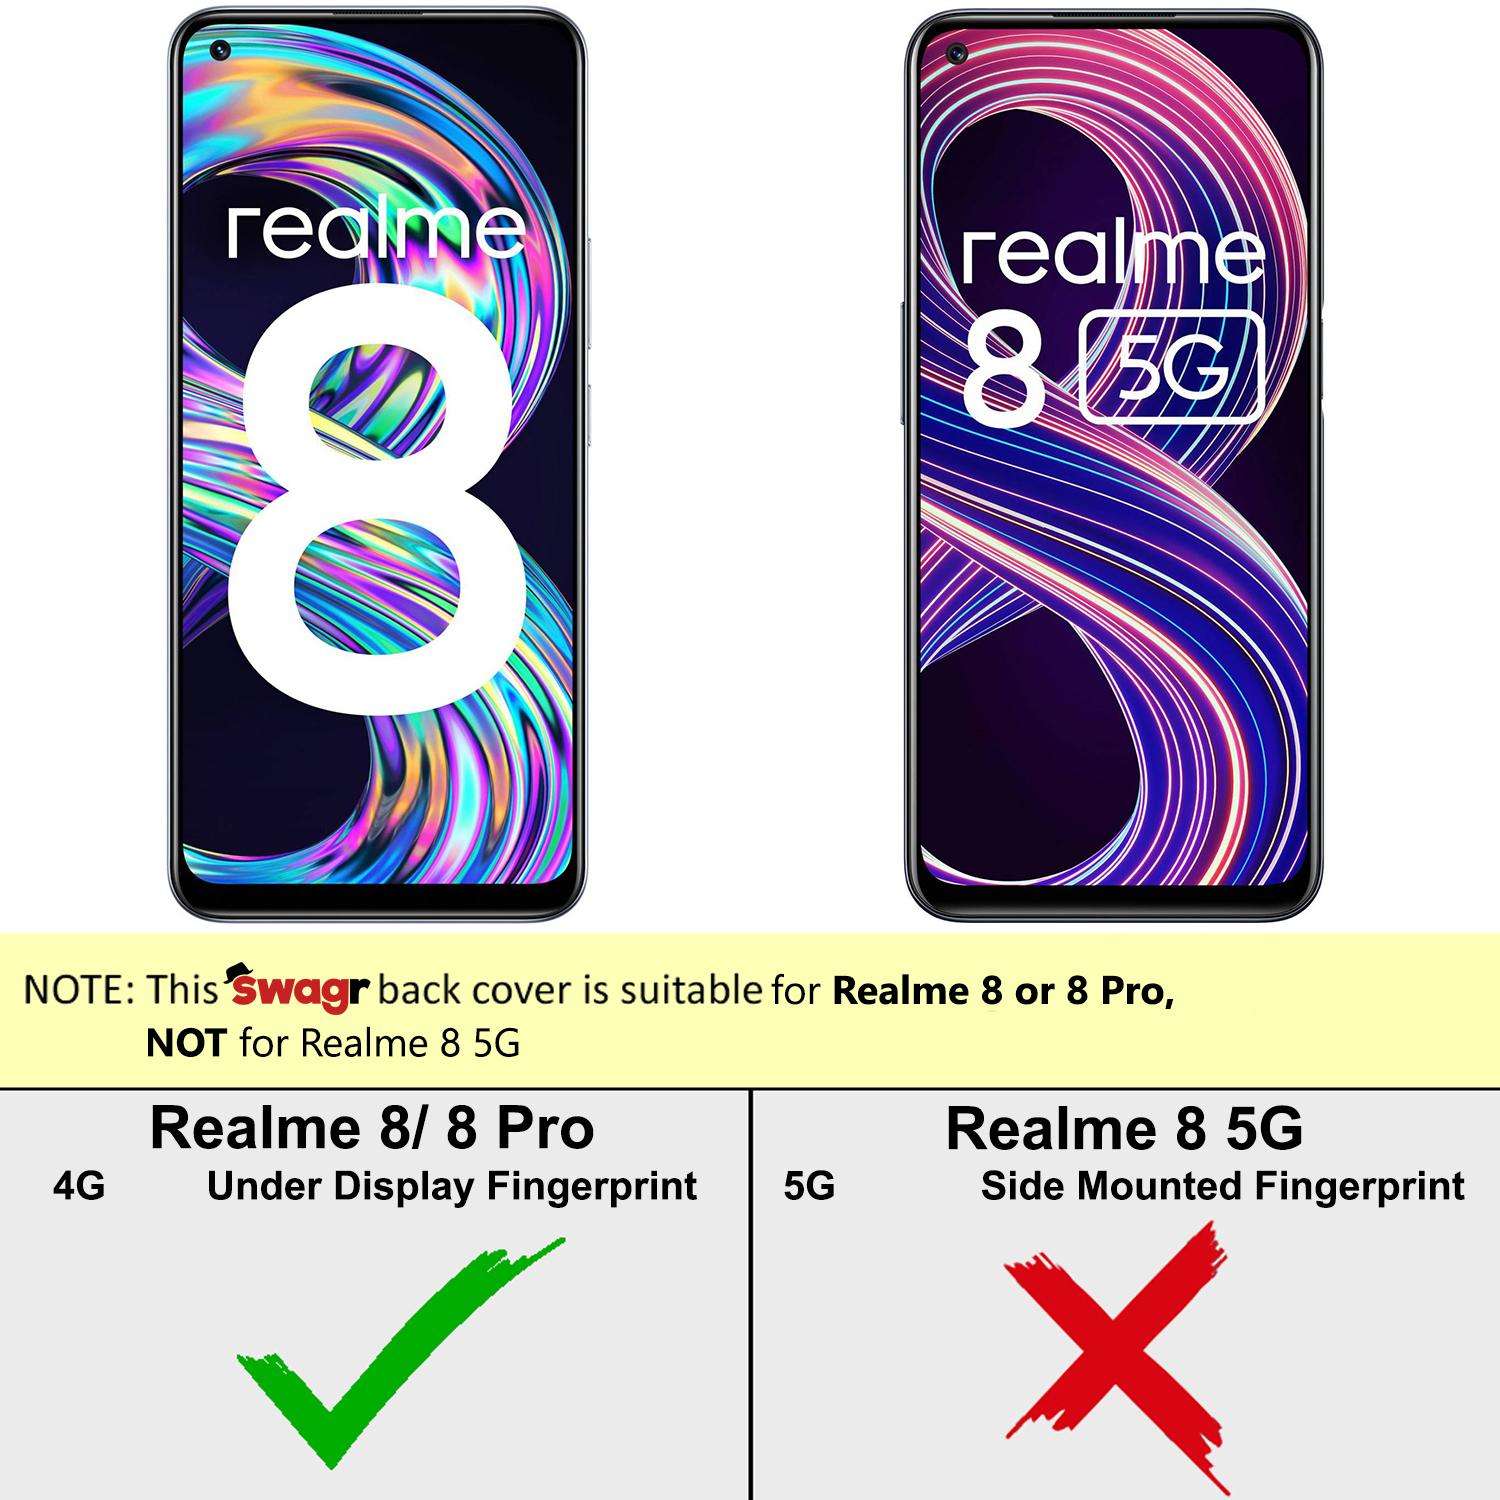 realme
8
realme
8 5G
NOTE: This Swagr back cover is suitable for Realme 8 or 8 Pro,
NOT for Realme 8 5G
Realme 8/ 8 Pro
4G Under Display Fingerprint
Realme 8 5G
5G Side Mounted Fingerprint